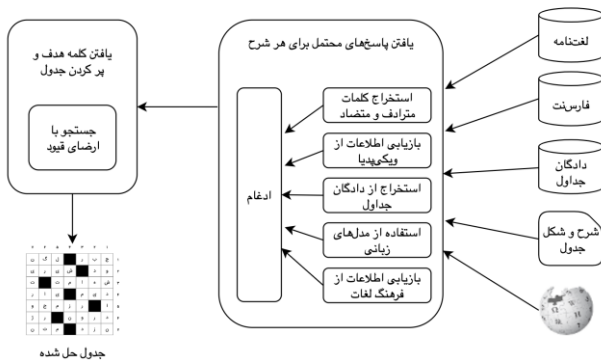 یافتن پاسخ‌های محتمل برای هر شرح
لغت‌نامه
فارس‌نت
دادگان
جداول
شرح و شکل
جدول
استخراج کلمات
مترادف و متضاد
بازیابی اطلاعات از
ویکی‌پدیا
استخراج از دادگان
جداول
استفاده از مدل‌های
زبانی
بازیابی اطلاعات از
فرهنگ لغات
ادغام
یافتن کلمه هدف و
پر کردن جدول
جستجو با
ارضای قیود
جدول حل شده